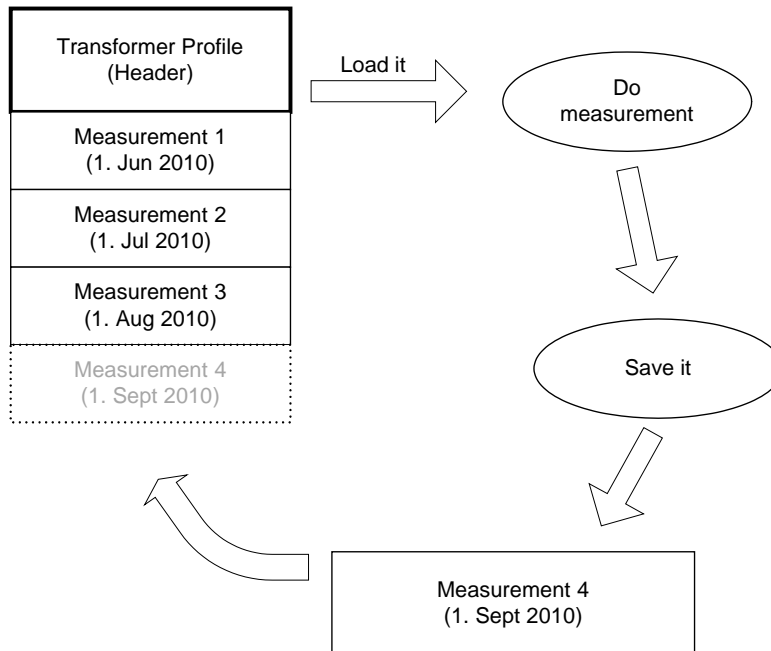 Transformer Profile
(Header)
Load it
Do
measurement
Measurement 1
(1. Jun 2010)
Measurement 2
(1. Jul 2010)
Measurement 3
(1. Aug 2010)
Measurement 4
(1. Sept 2010)
Save it
Measurement 4
(1. Sept 2010)